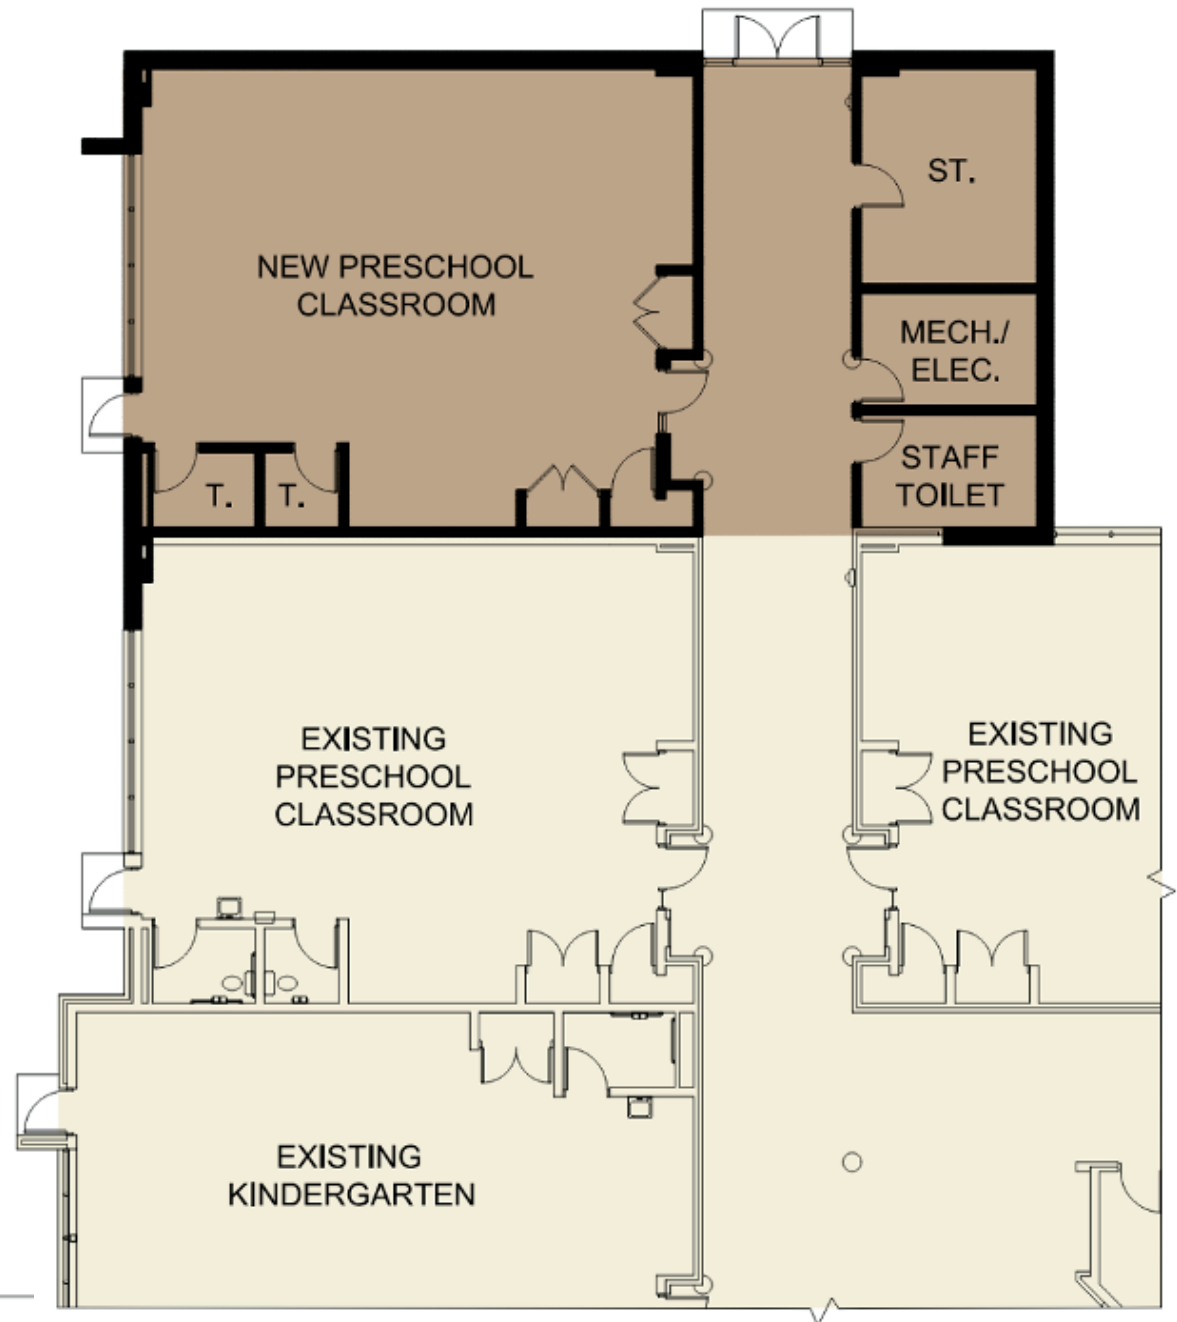 ST.
NEW PRESCHOOL
CLASSROOM
MECH./
ELEC.
STAFF
TOILET
T.
T.
EXISTING
PRESCHOOL
CLASSROOM
EXISTING
PRESCHOOL
CLASSROOM
EXISTING
KINDERGARTEN